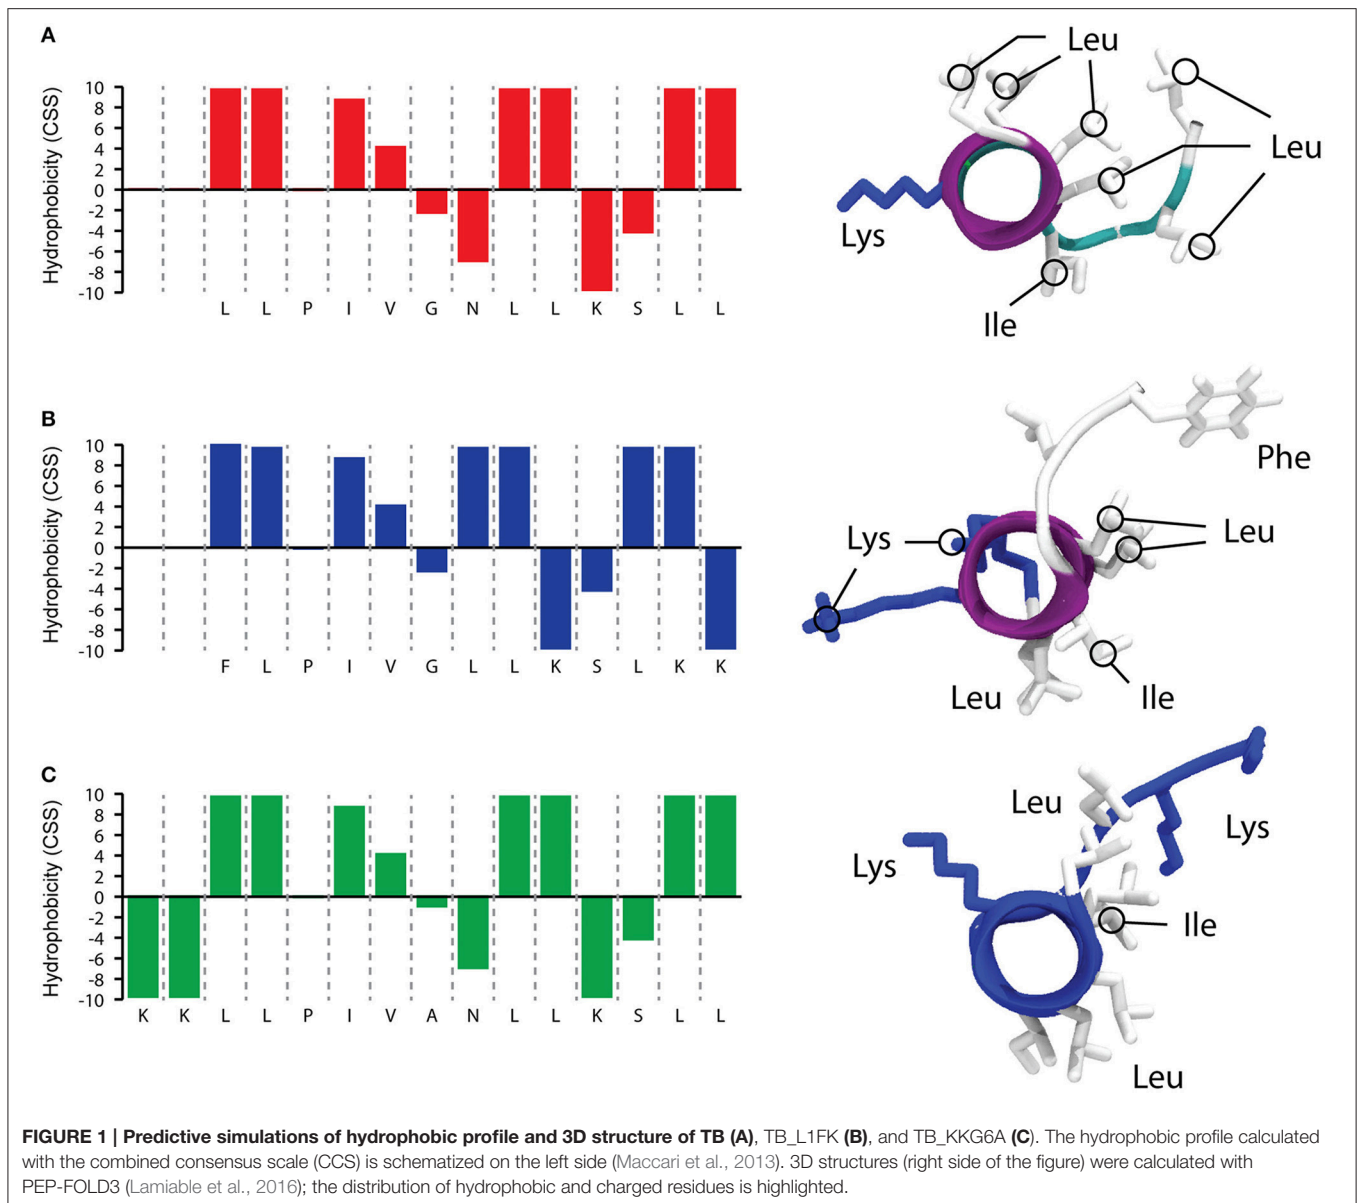 A
Hydrophobicity (CSS)
10
8
6
4
2
0
-2
-4
-6
-8
-10
L L P I V G N L L K S L L
Leu
Leu
Lys
Ile
B
Hydrophobicity (CSS)
10
8
6
4
2
0
-2
-4
-6
-8
-10
F L P I V G L L K S L K K
Phe
Lys
Leu
Leu
Ile
C
Hydrophobicity (CSS)
10
8
6
4
2
0
-2
-4
-6
-8
-10
K K L L P I V A N L L K S L L
Leu
Lys
Lys
Ile
Leu
FIGURE 1 | Predictive simulations of hydrophobic profile and 3D structure of TB (A), TB_L1FK (B), and TB_KKG6A (C). The hydrophobic profile calculated
with the combined consensus scale (CCS) is schematized on the left side (Maccari et al., 2013). 3D structures (right side of the figure) were calculated with
PEP-FOLD3 (Lamiable et al., 2016); the distribution of hydrophobic and charged residues is highlighted.